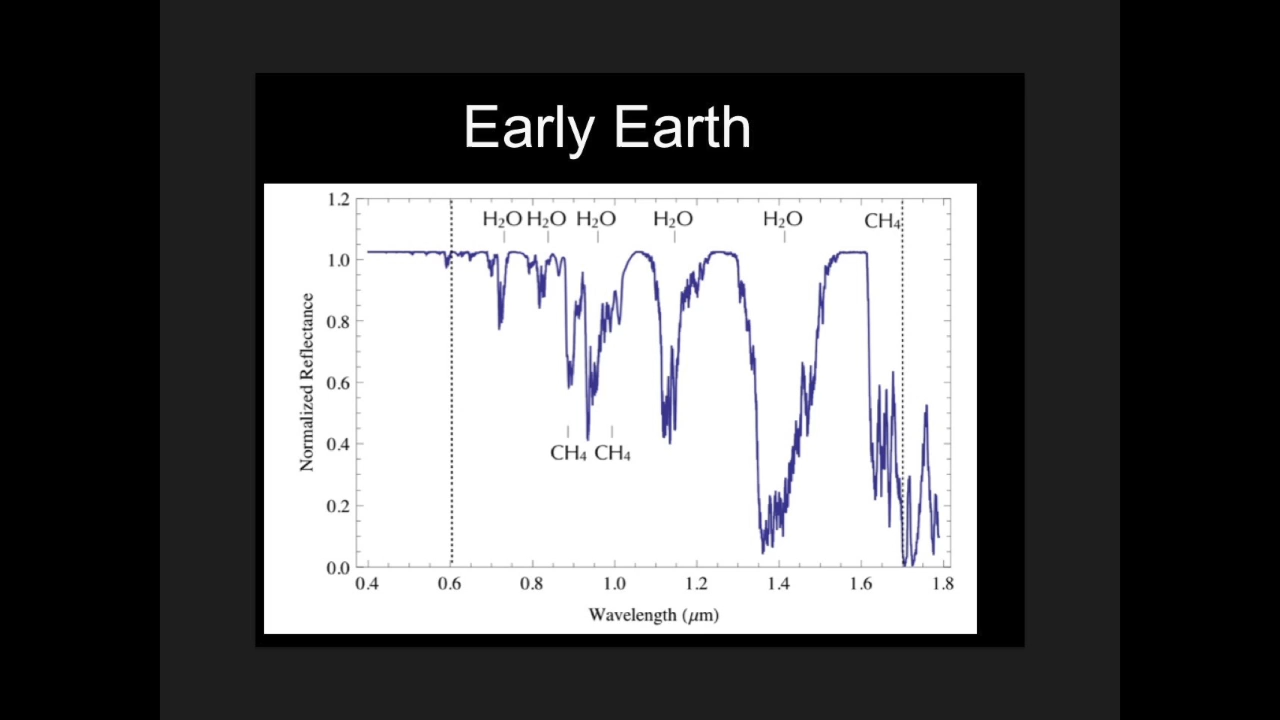 Early Earth
1.2
H₂O H₂O H₂O H₂O H₂O CH₄
1.0
0.8
0.6
0.4
CH₄ CH₄
0.2
0.0
Normalized Reflectance
0.4 0.6 0.8 1.0 1.2 1.4 1.6 1.8
Wavelength (μm)